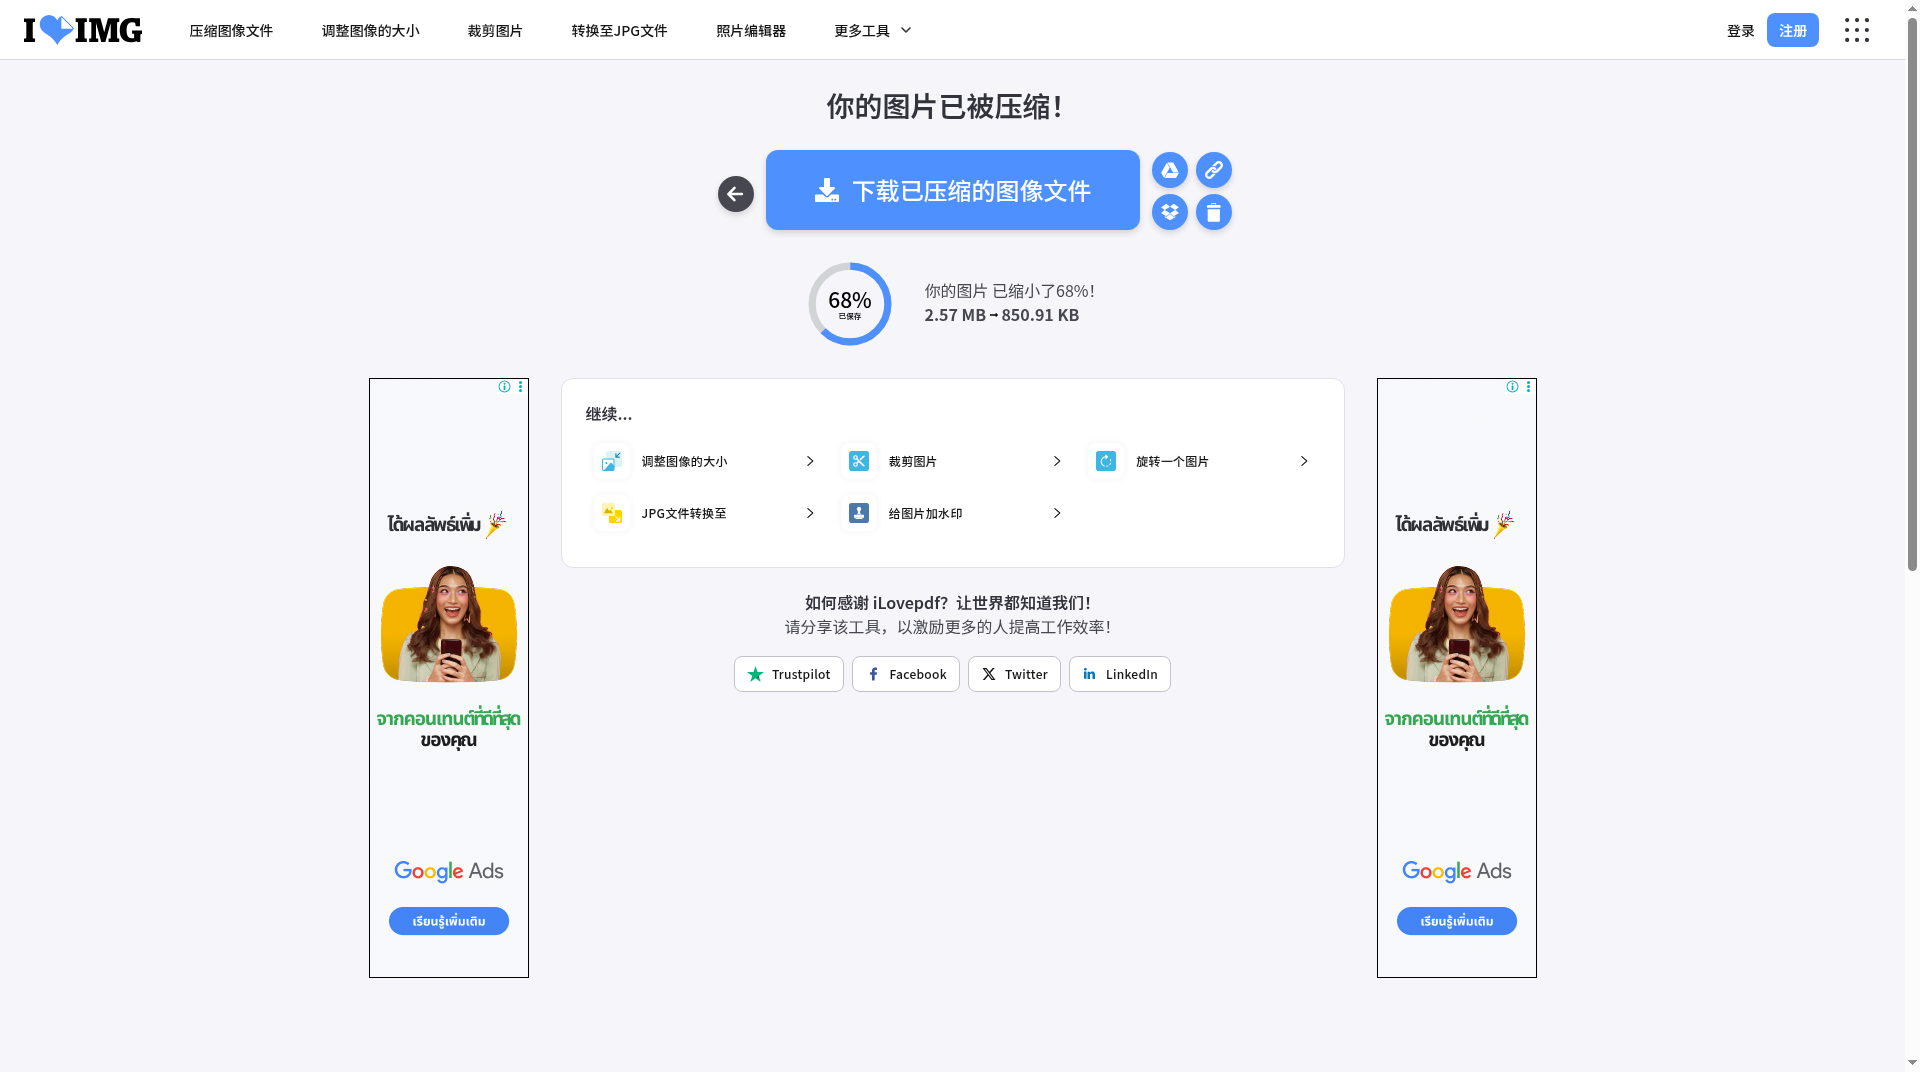 I IMG
压缩图像文件
调整图像的大小
裁剪图片
转换至JPG文件
照片编辑器
更多工具
登录
注册
你的图片已被压缩！
下载已压缩的图像文件
68%
已保存
你的图片 已缩小了68%！
2.57 MB ➞ 850.91 KB
继续...
调整图像的大小
裁剪图片
旋转一个图片
JPG文件转换至
给图片加水印
如何感谢 iLovepdf？让世界都知道我们！
请分享该工具，以激励更多的人提高工作效率！
Trustpilot
Facebook
Twitter
LinkedIn
ได้ผลลัพธ์เพิ่ม
จากคอนเทนต์ที่ดีที่สุด
ของคุณ
Google Ads
เรียนรู้เพิ่มเติม
ได้ผลลัพธ์เพิ่ม
จากคอนเทนต์ที่ดีที่สุด
ของคุณ
Google Ads
เรียนรู้เพิ่มเติม